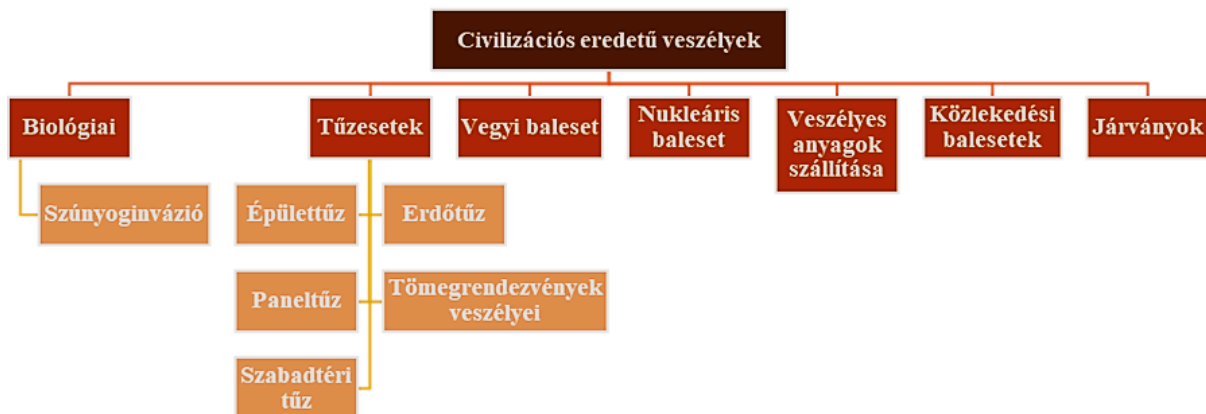 Civilizációs eredetű veszélyek
Biológiai
Tűzesetek
Vegyi baleset
Nukleáris
baleset
Veszélyes
anyagok
szállítása
Közlekedési
balesetek
Járványok
Szúnyoginvázió
Épülettűz
Erdőtűz
Paneltűz
Tömegrendezvények
veszélyei
Szabadtéri
tűz